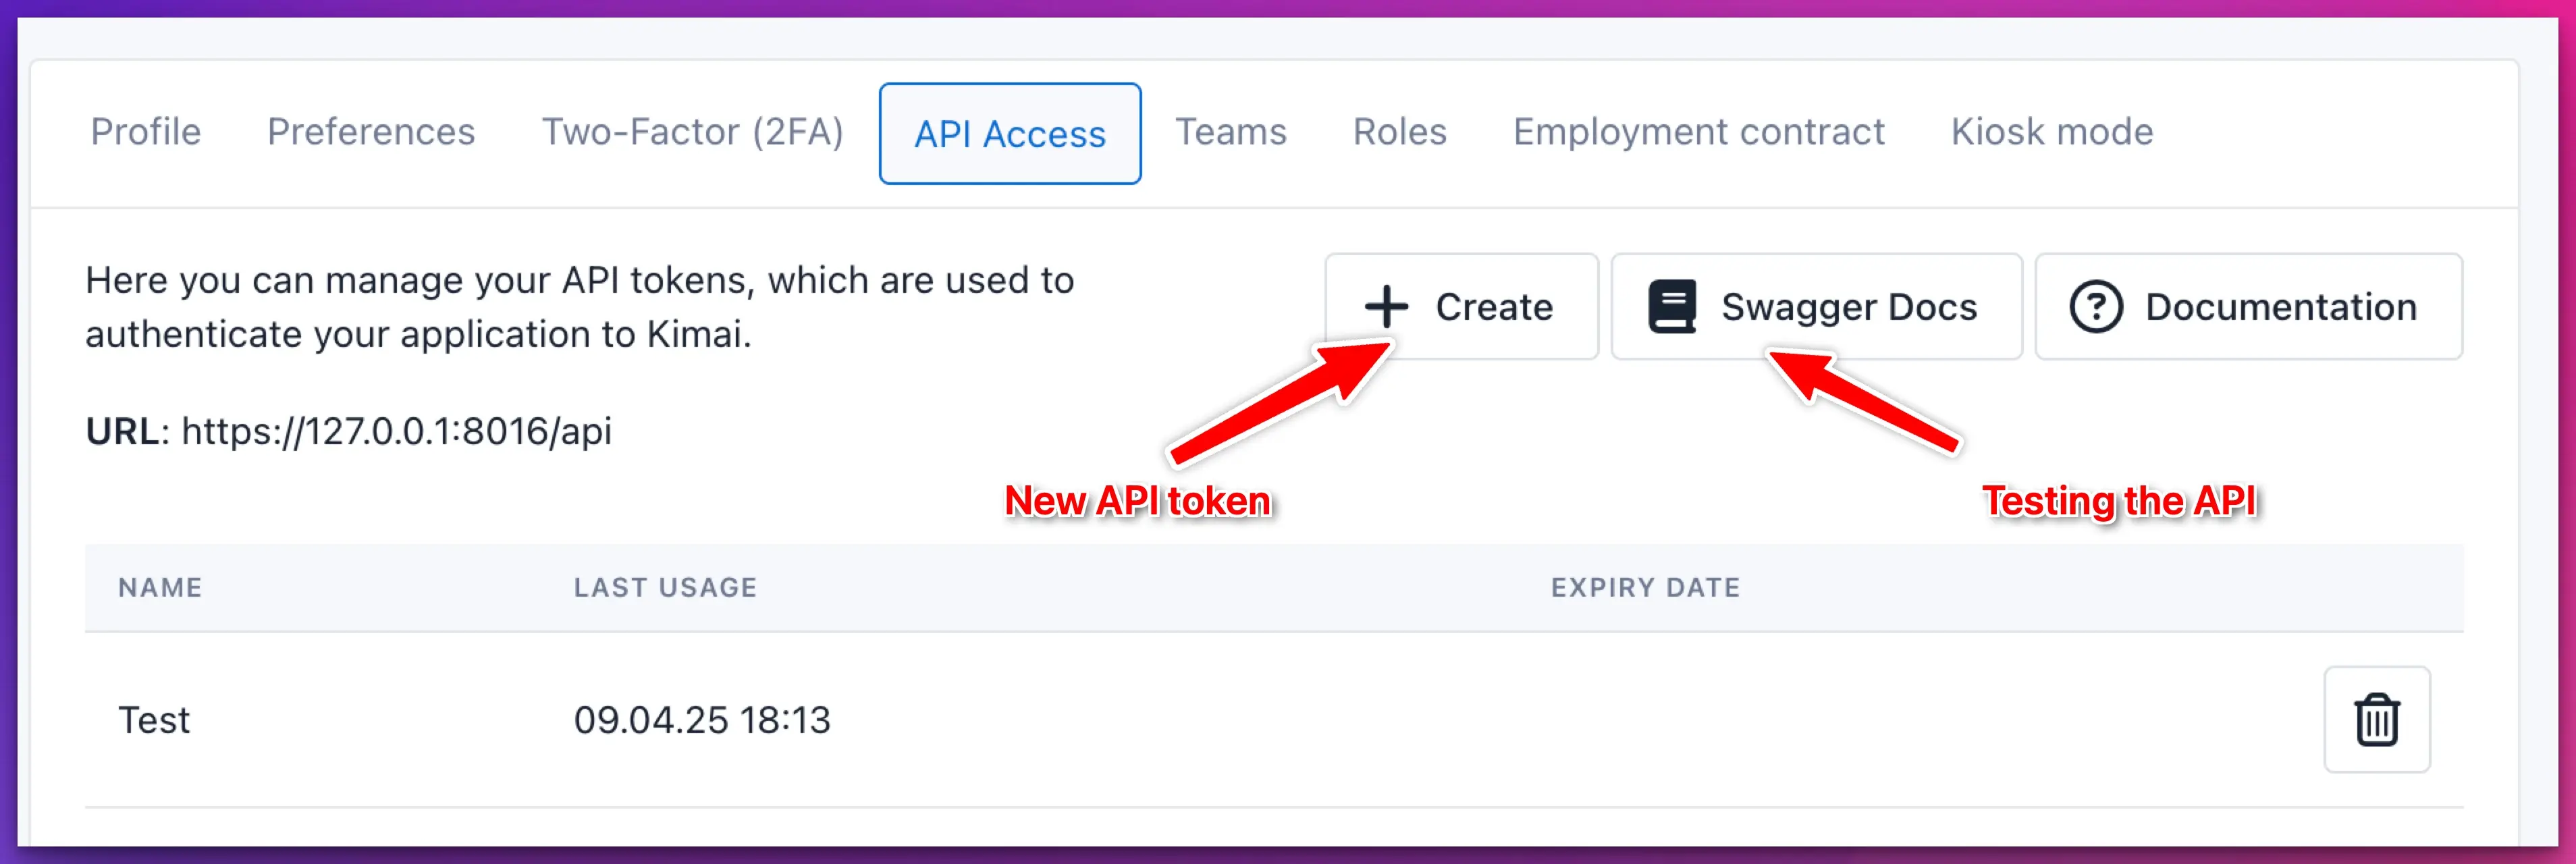 Profile Preferences Two-Factor (2FA) API Access Teams Roles Employment contract Kiosk mode
Here you can manage your API tokens, which are used to
authenticate your application to Kimai.
Create Swagger Docs Documentation
URL: https://127.0.0.1:8016/api
New API token
Testing the API
NAME LAST USAGE EXPIRY DATE
Test 09.04.25 18:13